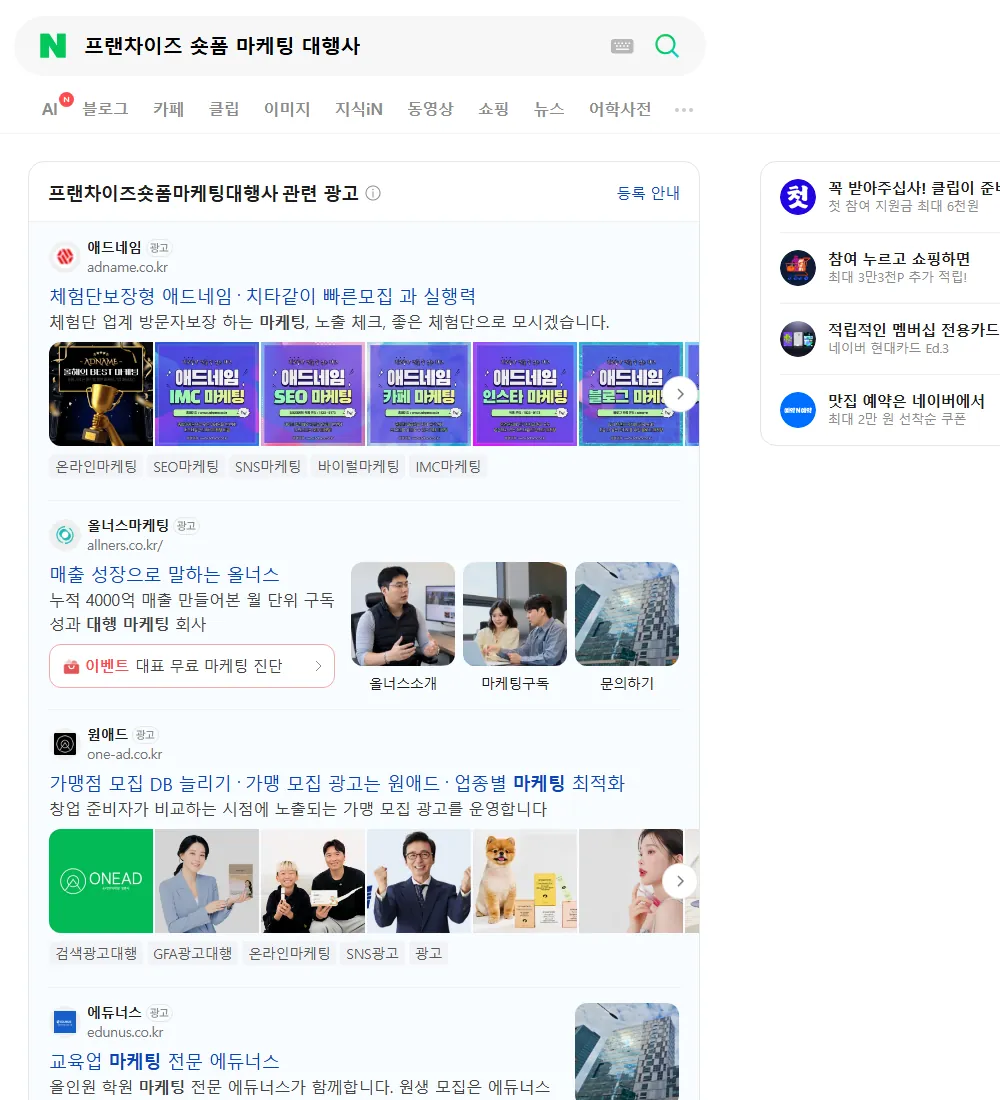 N 프랜차이즈 숏폼 마케팅 대행사
AI N 블로그 카페 클립 이미지 지식iN 동영상 쇼핑 뉴스 어학사전
프랜차이즈숏폼마케팅대행사 관련 광고 등록 안내
애드네임 광고
adname.co.kr
체험단보장형 애드네임 · 치타같이 빠른모집 과 실행력
체험단 업계 방문자보장 하는 마케팅, 노출 체크, 좋은 체험단으로 모시겠습니다.
ADNAME
올해의 BEST 마케팅
애드네임
IMC 마케팅
애드네임
SEO 마케팅
애드네임
카페 마케팅
애드네임
인스타 마케팅
애드네임
블로그 마케팅
온라인마케팅 SEO마케팅 SNS마케팅 바이럴마케팅 IMC마케팅
올너스마케팅 광고
allners.co.kr/
매출 성장으로 말하는 올너스
누적 4000억 매출 만들어본 월 단위 구독
성과 대행 마케팅 회사
이벤트 대표 무료 마케팅 진단
올너스소개 마케팅구독 문의하기
원애드 광고
one-ad.co.kr
가맹점 모집 DB 늘리기 · 가맹 모집 광고는 원애드 · 업종별 마케팅 최적화
창업 준비자가 비교하는 시점에 노출되는 가맹 모집 광고를 운영합니다
ONEAD
검색광고대행 GFA광고대행 온라인마케팅 SNS광고 광고
에듀너스 광고
edunus.co.kr
교육업 마케팅 전문 에듀너스
올인원 학원 마케팅 전문 에듀너스가 함께합니다. 원생 모집은 에듀너스
첫
꼭 받아주십사! 클립이 준비
첫 참여 지원금 최대 6천원
참여 누르고 쇼핑하면
최대 3만3천P 추가 적립!
적립적인 멤버십 전용카드
네이버 현대카드 Ed.3
맛집 예약은 네이버에서
최대 2만 원 선착순 쿠폰